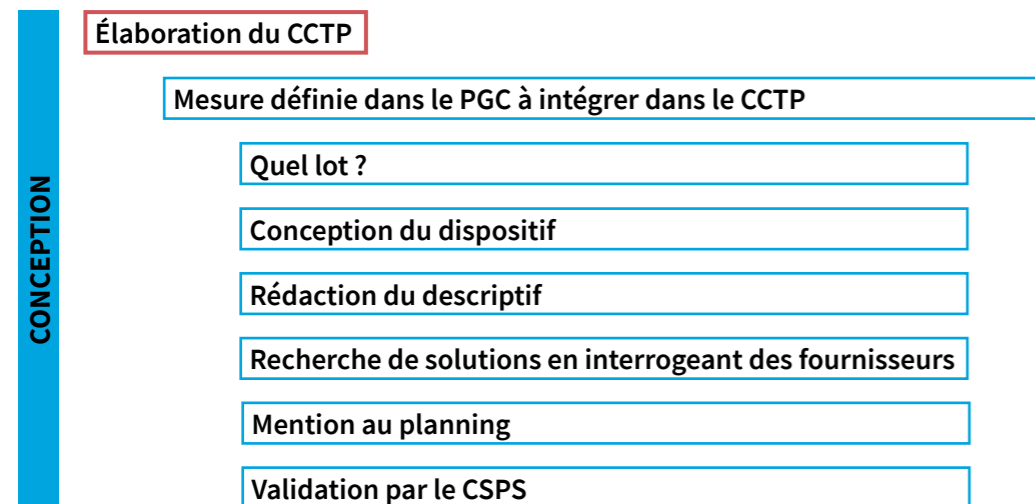 Élaboration du CCTP
Mesure définie dans le PGC à intégrer dans le CCTP
Quel lot ?
Conception du dispositif
Rédaction du descriptif
Recherche de solutions en interrogeant des fournisseurs
Mention au planning
Validation par le CSPS
CONCEPTION